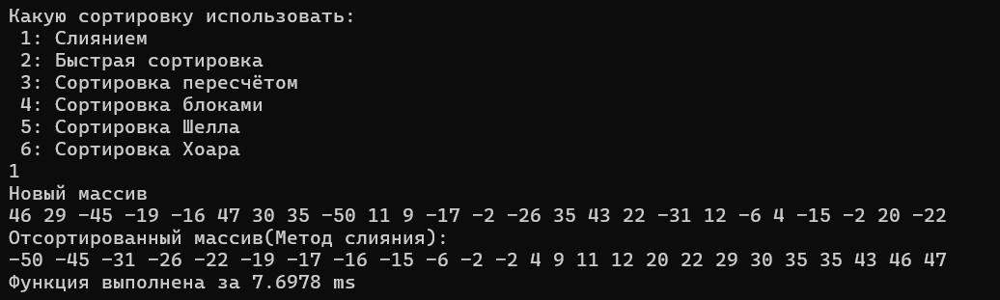 Какую сортировку использовать:
1: Слиянием
2: Быстрая сортировка
3: Сортировка пересчётом
4: Сортировка блоками
5: Сортировка Шелла
6: Сортировка Хоара
1
Новый массив
46 29 -45 -19 -16 47 30 35 -50 11 9 -17 -2 -26 35 43 22 -31 12 -6 4 -15 -2 20 -22
Отсортированный массив(Метод слияния):
-50 -45 -31 -26 -22 -19 -17 -16 -15 -6 -2 -2 4 9 11 12 20 22 29 30 35 35 43 46 47
Функция выполнена за 7.6978 ms